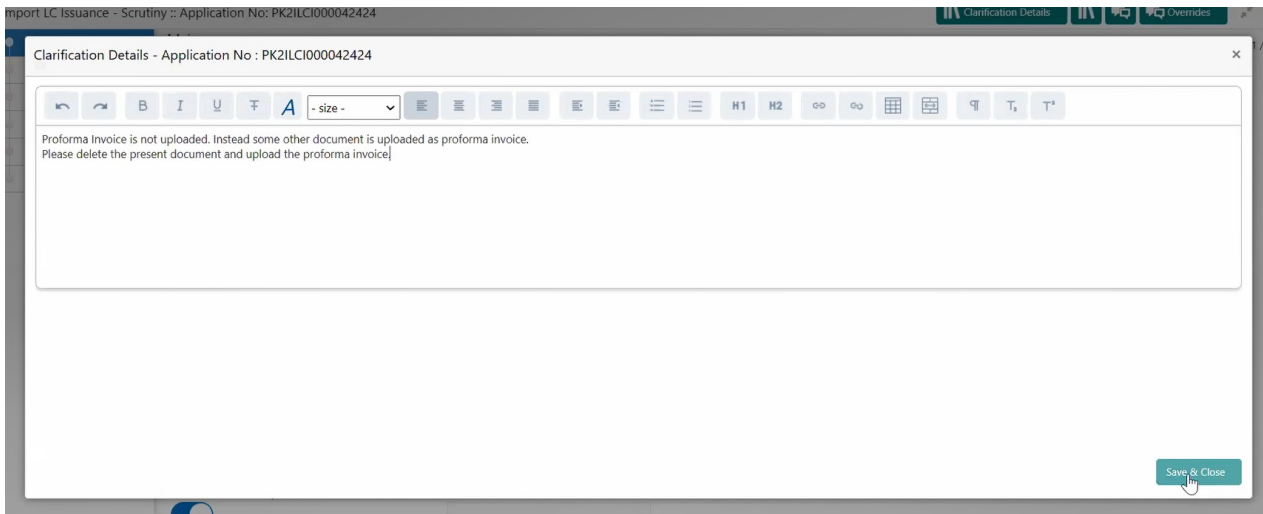 mport LC Issuance - Scrutiny :: Application No: PK2ILCI000042424
Clarification Details
Overrides
Clarification Details - Application No : PK2ILCI000042424
×
B I U T A - size - H1 H2 ¶ Ts Ts
Proforma Invoice is not uploaded. Instead some other document is uploaded as proforma invoice.
Please delete the present document and upload the proforma invoice.
Save & Close